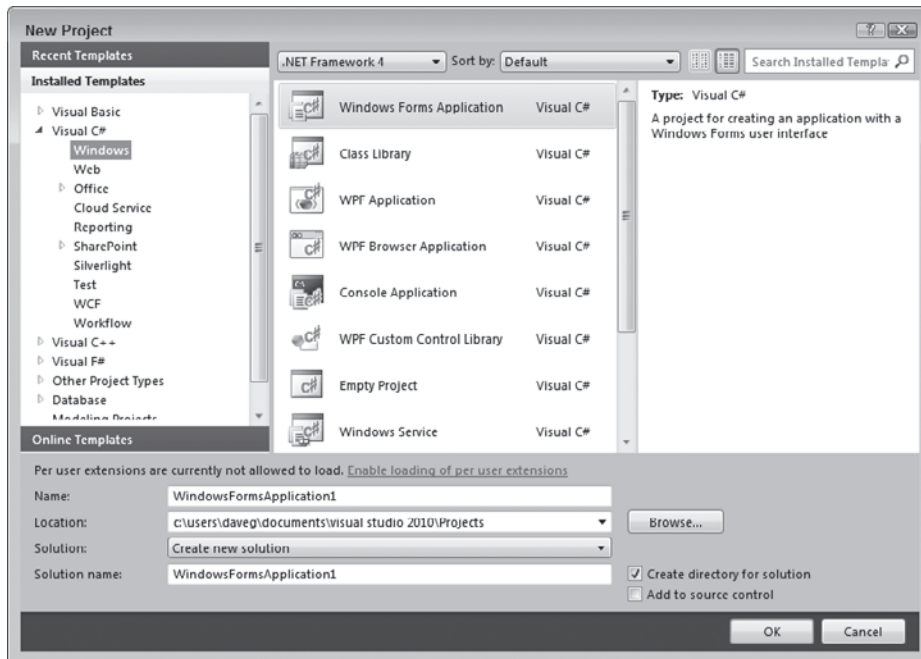 New Project
Recent Templates
.NET Framework 4
Sort by:
Default
Search Installed Templa
Installed Templates
Visual Basic
Visual C#
Windows
Web
Office
Cloud Service
Reporting
SharePoint
Silverlight
Test
WCF
Workflow
Visual C++
Visual F#
Other Project Types
Database
Modeling Projects
Online Templates
Windows Forms Application Visual C#
Class Library Visual C#
WPF Application Visual C#
WPF Browser Application Visual C#
Console Application Visual C#
WPF Custom Control Library Visual C#
Empty Project Visual C#
Windows Service Visual C#
Type: Visual C#
A project for creating an application with a
Windows Forms user interface
Per user extensions are currently not allowed to load. Enable loading of per user extensions
Name: WindowsFormsApplication1
Location: c:\users\daveg\documents\visual studio 2010\Projects
Browse...
Solution: Create new solution
Solution name: WindowsFormsApplication1
Create directory for solution
Add to source control
OK
Cancel